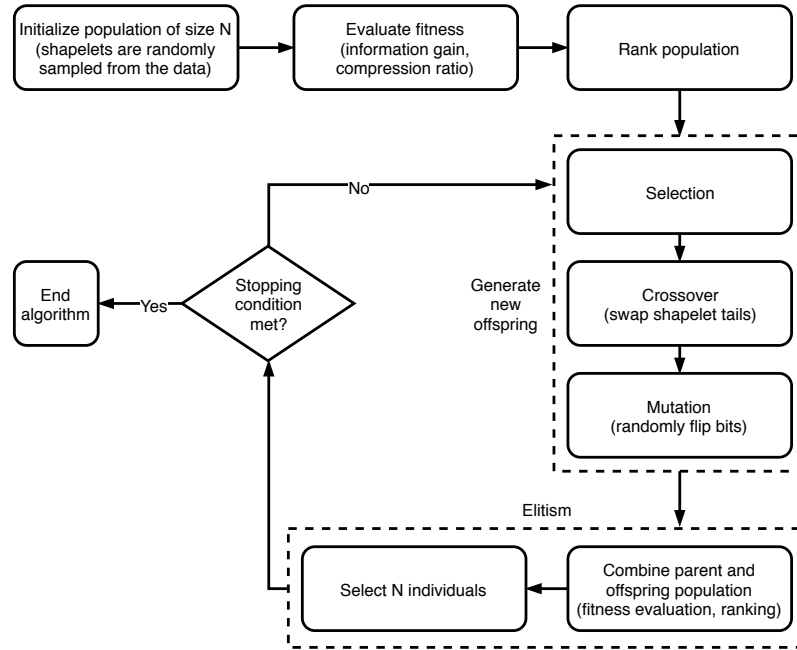 Initialize population of size N
(shapelets are randomly
sampled from the data)
Evaluate fitness
(information gain,
compression ratio)
Rank population
Selection
No
Generate
new
offspring
Crossover
(swap shapelet tails)
Stopping
condition
met?
Yes
End
algorithm
Mutation
(randomly flip bits)
Elitism
Select N individuals
Combine parent and
offspring population
(fitness evaluation, ranking)